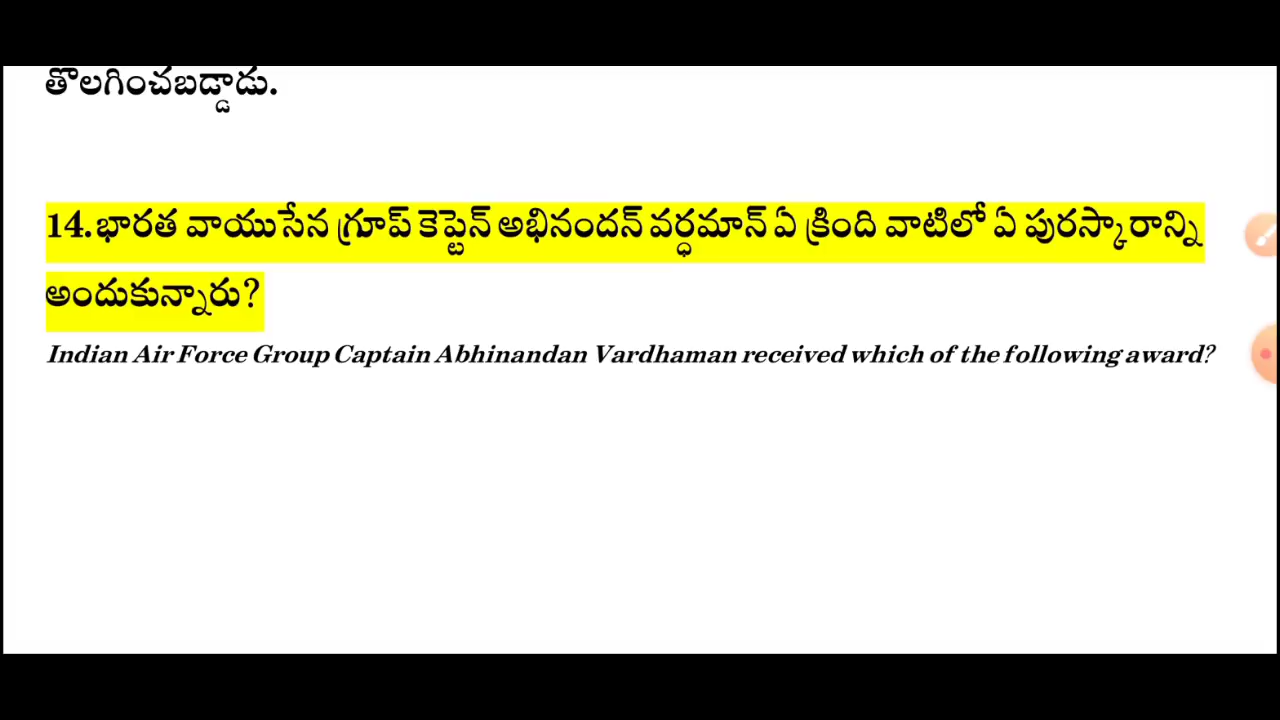 తొలగించబడ్డాడు.
14.భారత వాయుసేన గ్రూప్ కెప్టెన్ అభినందన్ వర్ధమాన్ ఏ క్రింది వాటిలో ఏ పురస్కారాన్ని
అందుకున్నారు?
Indian Air Force Group Captain Abhinandan Vardhaman received which of the following award?